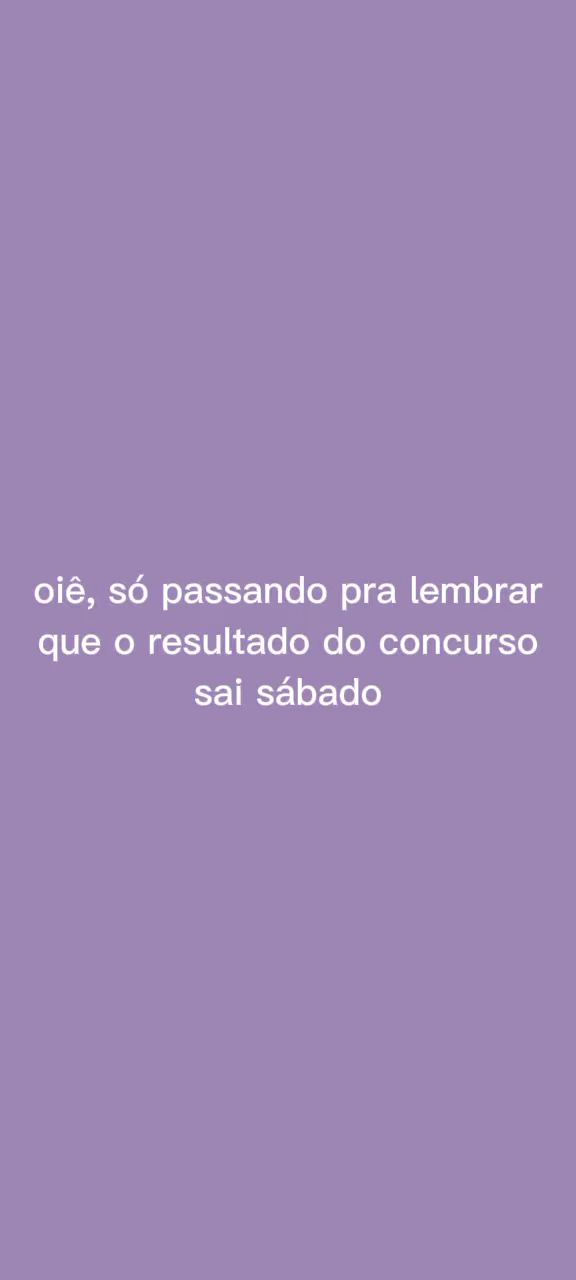 oiê, só passando pra lembrar
que o resultado do concurso
sai sábado